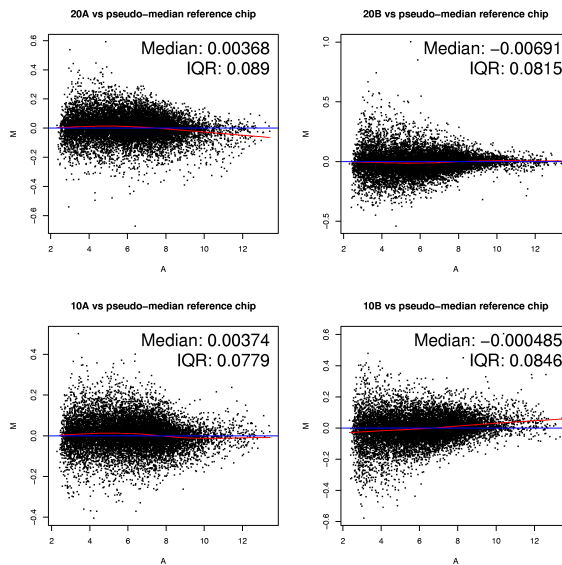 20A vs pseudo−median reference chip
Median: 0.00368
IQR: 0.089
M
0.6
0.4
0.2
0.0
−0.2
−0.4
−0.6
2 4 6 8 10 12
A
20B vs pseudo−median reference chip
Median: −0.00691
IQR: 0.0815
M
1.0
0.5
0.0
−0.5
2 4 6 8 10 12
A
10A vs pseudo−median reference chip
Median: 0.00374
IQR: 0.0779
M
0.4
0.2
0.0
−0.2
−0.4
2 4 6 8 10 12
A
10B vs pseudo−median reference chip
Median: −0.000485
IQR: 0.0846
M
0.6
0.4
0.2
0.0
−0.2
−0.4
−0.6
2 4 6 8 10 12
A